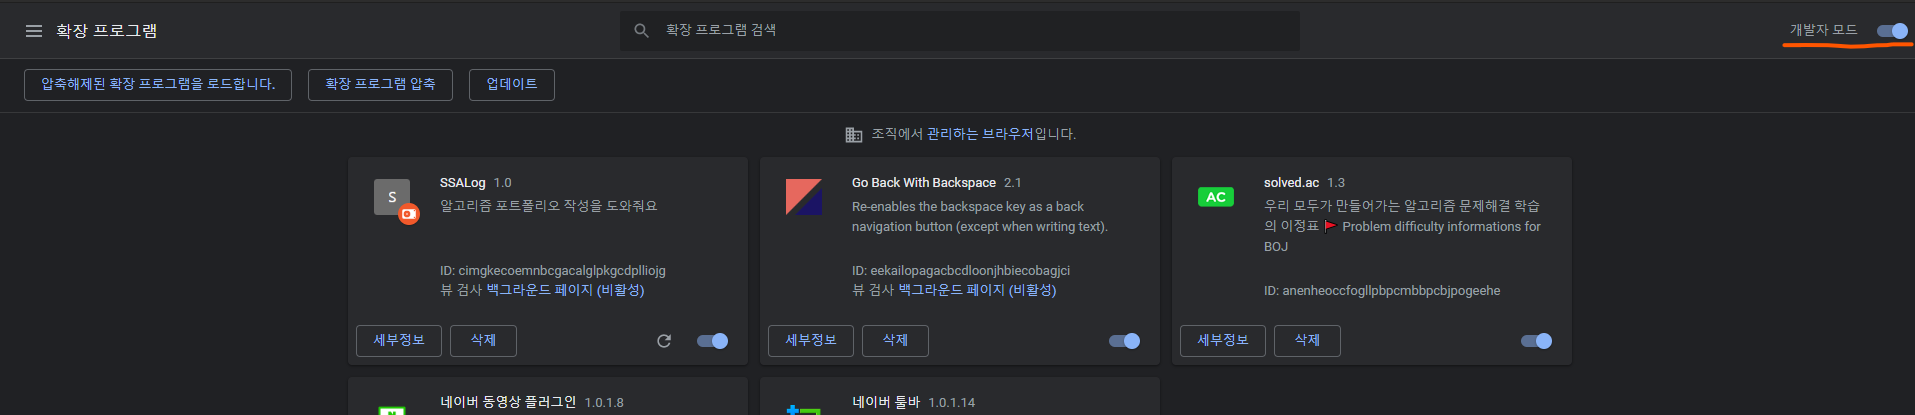 확장 프로그램
확장 프로그램 검색
개발자 모드
압축해제된 확장 프로그램을 로드합니다.
확장 프로그램 압축
업데이트
조직에서 관리하는 브라우저입니다.
S
SSALog 1.0
알고리즘 포트폴리오 작성을 도와줘요
ID: cimgkecoemnbcgacalglpkgcdplliojg
뷰 검사 백그라운드 페이지 (비활성)
세부정보
삭제
Go Back With Backspace 2.1
Re-enables the backspace key as a back
navigation button (except when writing text).
ID: eekailopagacbcdloonjhbiecobagjci
뷰 검사 백그라운드 페이지 (비활성)
세부정보
삭제
AC
solved.ac 1.3
우리 모두가 만들어가는 알고리즘 문제해결 학습
의 이정표 🚩 Problem difficulty informations for
BOJ
ID: anenheoccfogllpbpcmbbpcbjpogeehe
세부정보
삭제
네이버 동영상 플러그인 1.0.1.8
네이버 툴바 1.0.1.14